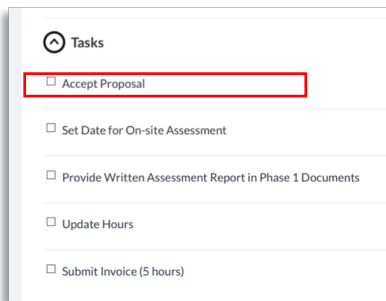 Tasks
Accept Proposal
Set Date for On-site Assessment
Provide Written Assessment Report in Phase 1 Documents
Update Hours
Submit Invoice (5 hours)